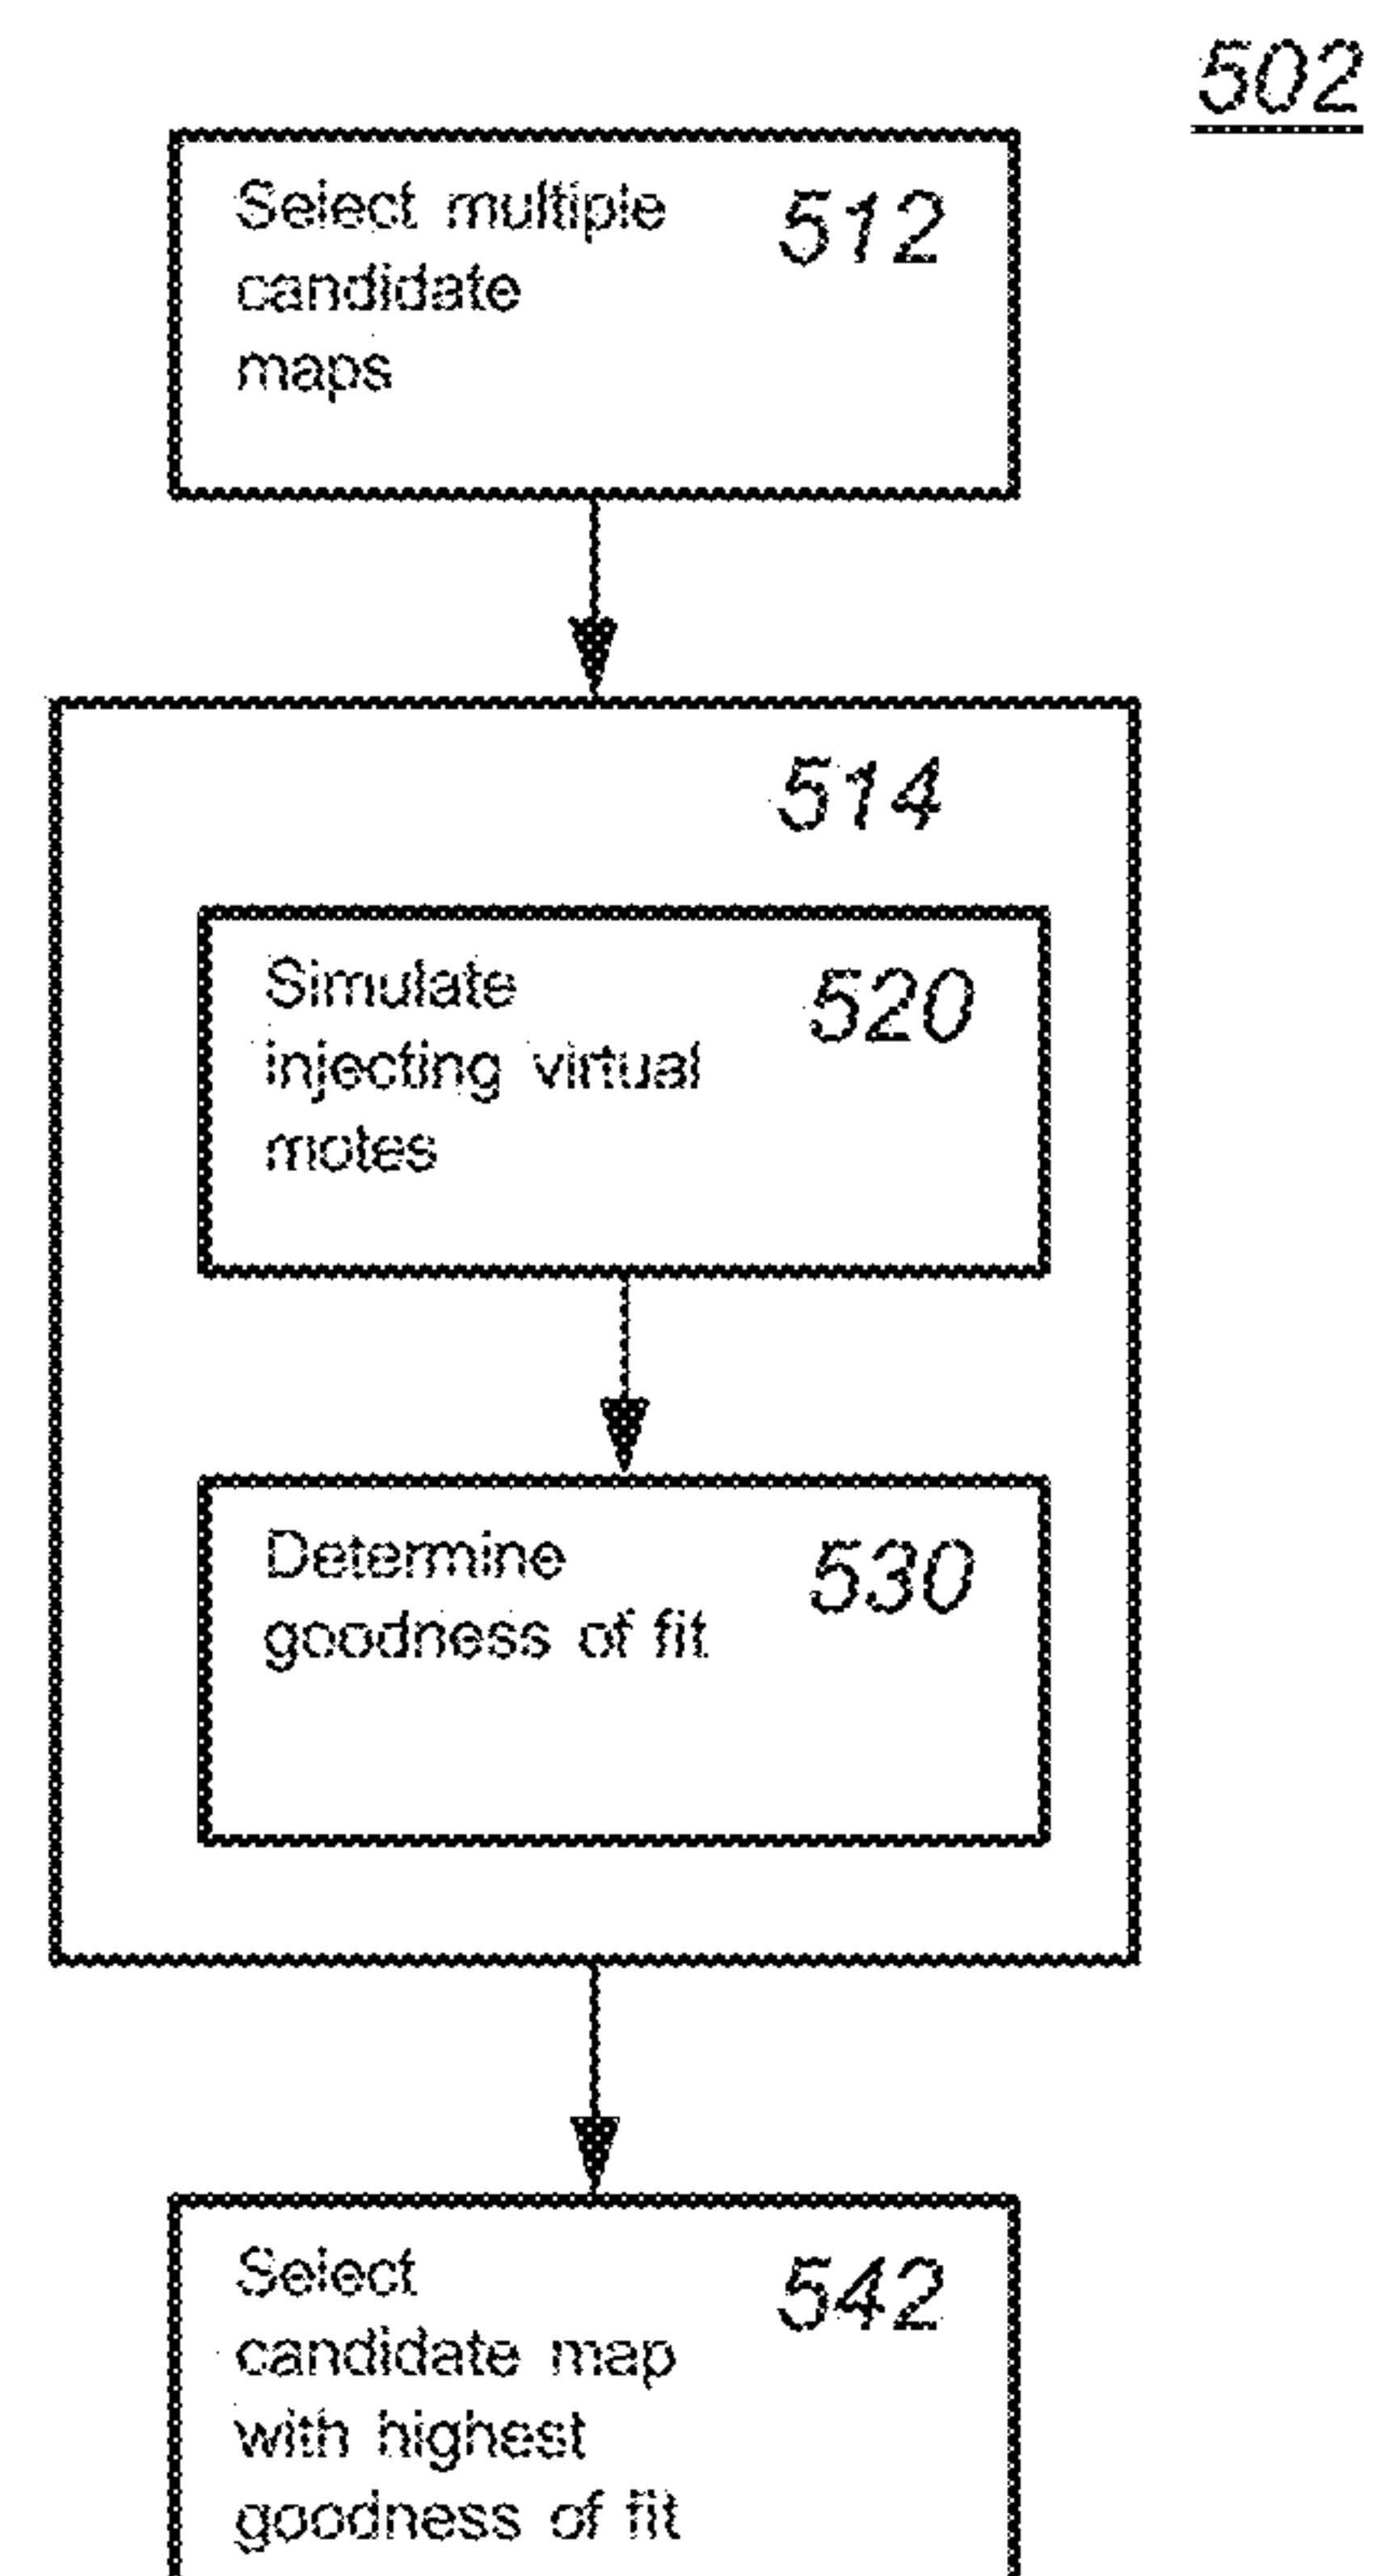 502
Select multiple 512
candidate
maps
514
Simulate 520
injecting virtual
motes
Determine 530
goodness of fit
Select 542
candidate map
with highest
goodness of fit